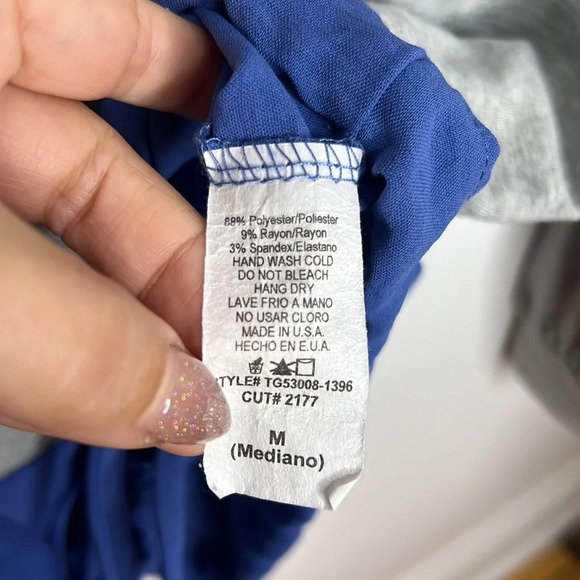 88% Polyester/Poliester
9% Rayon/Rayon
3% Spandex/Elastano
HAND WASH COLD
DO NOT BLEACH
HANG DRY
LAVE FRIO A MANO
NO USAR CLORO
MADE IN U.S.A.
HECHO EN E.U.A.
TYLE# TG53008-1396
CUT# 2177
M
(Mediano)